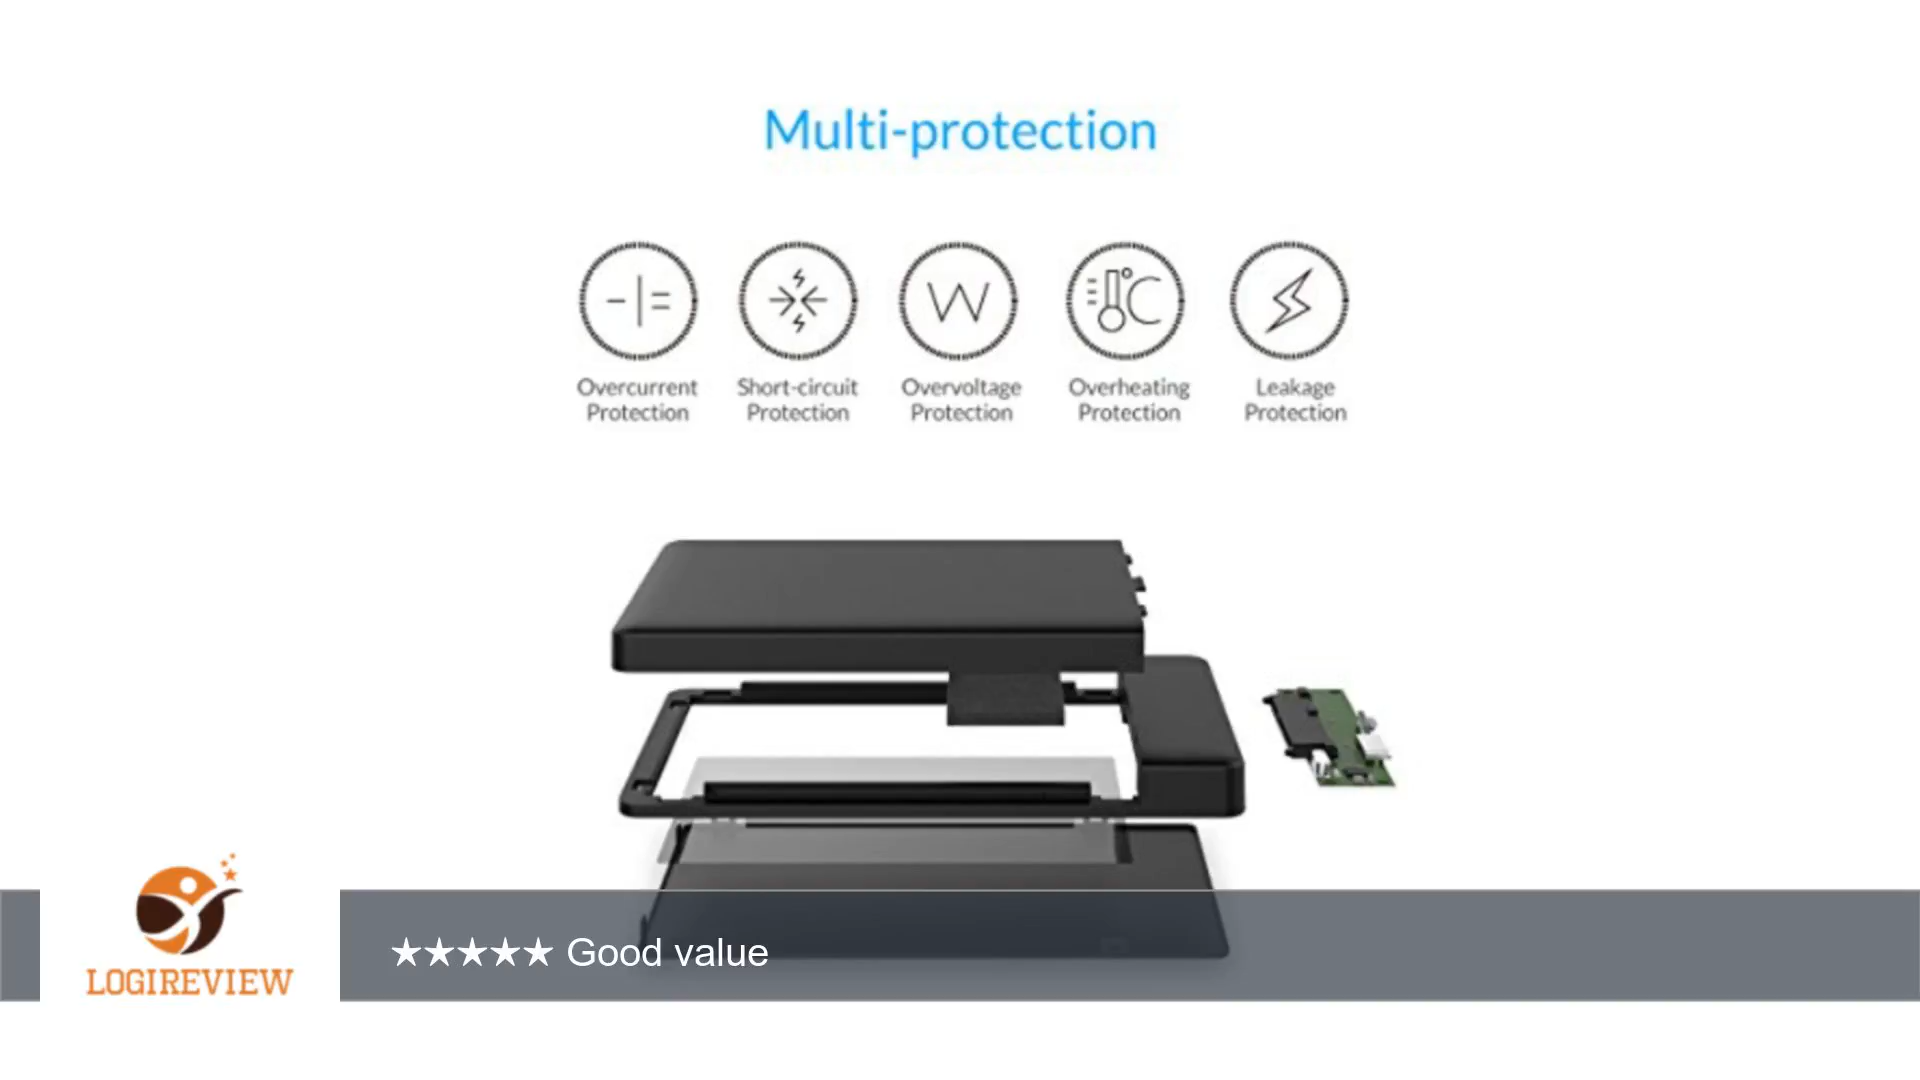 Multi-protection
Overcurrent
Protection
Short-circuit
Protection
Overvoltage
Protection
Overheating
Protection
Leakage
Protection
★★★★★ Good value
LOGIREVIEW